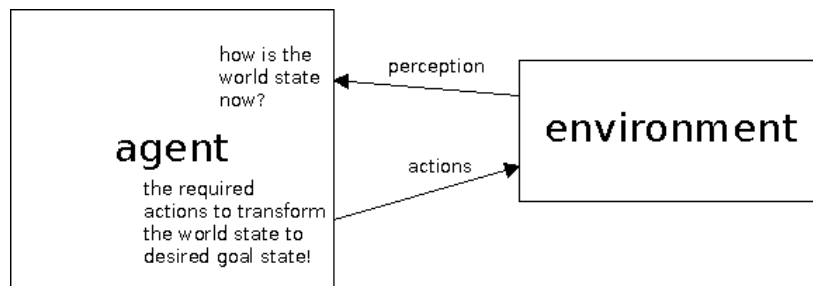 how is the
world state
now?
perception
environment
agent
actions
the required
actions to transform
the world state to
desired goal state!